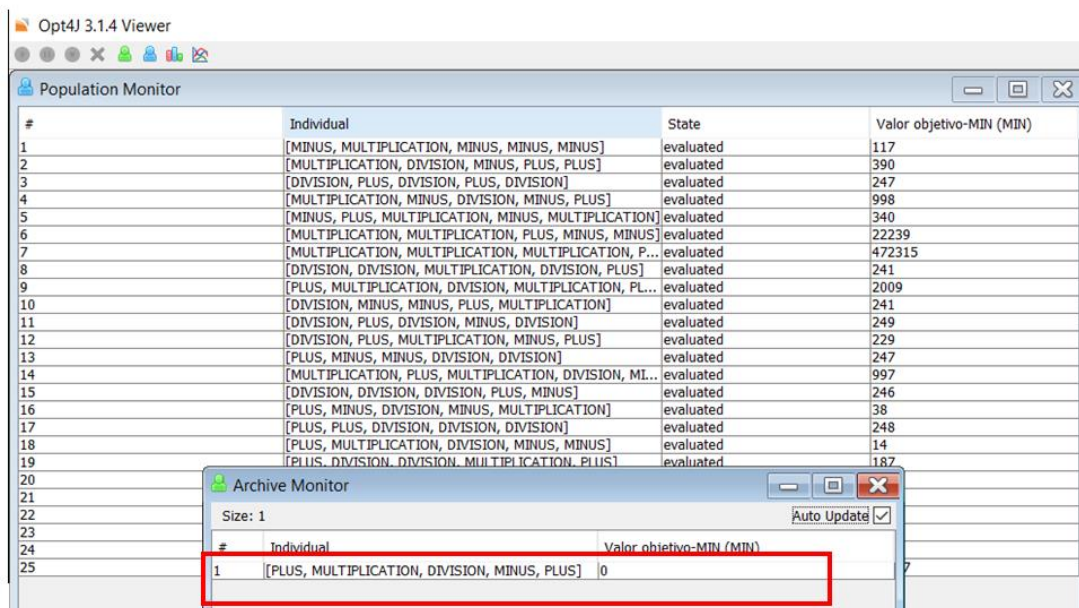 Opt4J 3.1.4 Viewer
Population Monitor
# Individual State Valor objetivo-MIN (MIN)
1 [MINUS, MULTIPLICATION, MINUS, MINUS, MINUS] evaluated 117
2 [MULTIPLICATION, DIVISION, MINUS, PLUS, PLUS] evaluated 390
3 [DIVISION, PLUS, DIVISION, PLUS, DIVISION] evaluated 247
4 [MULTIPLICATION, MINUS, DIVISION, MINUS, PLUS] evaluated 998
5 [MINUS, PLUS, MULTIPLICATION, MINUS, MULTIPLICATION] evaluated 340
6 [MULTIPLICATION, MULTIPLICATION, PLUS, MINUS, MINUS] evaluated 22239
7 [MULTIPLICATION, MULTIPLICATION, MULTIPLICATION, P... evaluated 472315
8 [DIVISION, DIVISION, MULTIPLICATION, DIVISION, PLUS] evaluated 241
9 [PLUS, MULTIPLICATION, DIVISION, MULTIPLICATION, PL... evaluated 2009
10 [DIVISION, MINUS, MINUS, PLUS, MULTIPLICATION] evaluated 241
11 [DIVISION, PLUS, DIVISION, MINUS, DIVISION] evaluated 249
12 [DIVISION, PLUS, MULTIPLICATION, MINUS, PLUS] evaluated 229
13 [PLUS, MINUS, MINUS, DIVISION, DIVISION] evaluated 247
14 [MULTIPLICATION, PLUS, MULTIPLICATION, DIVISION, MI... evaluated 997
15 [DIVISION, DIVISION, DIVISION, PLUS, MINUS] evaluated 246
16 [PLUS, MINUS, DIVISION, MINUS, MULTIPLICATION] evaluated 38
17 [PLUS, PLUS, DIVISION, DIVISION, DIVISION] evaluated 248
18 [PLUS, MULTIPLICATION, DIVISION, MINUS, MINUS] evaluated 14
19 [PLUS, DIVISION, DIVISION, MULTIPLICATION, PLUS] evaluated 187
20
21
22
23
24
25 7
Archive Monitor
Size: 1 Auto Update
# Individual Valor objetivo-MIN (MIN)
1 [PLUS, MULTIPLICATION, DIVISION, MINUS, PLUS] 0